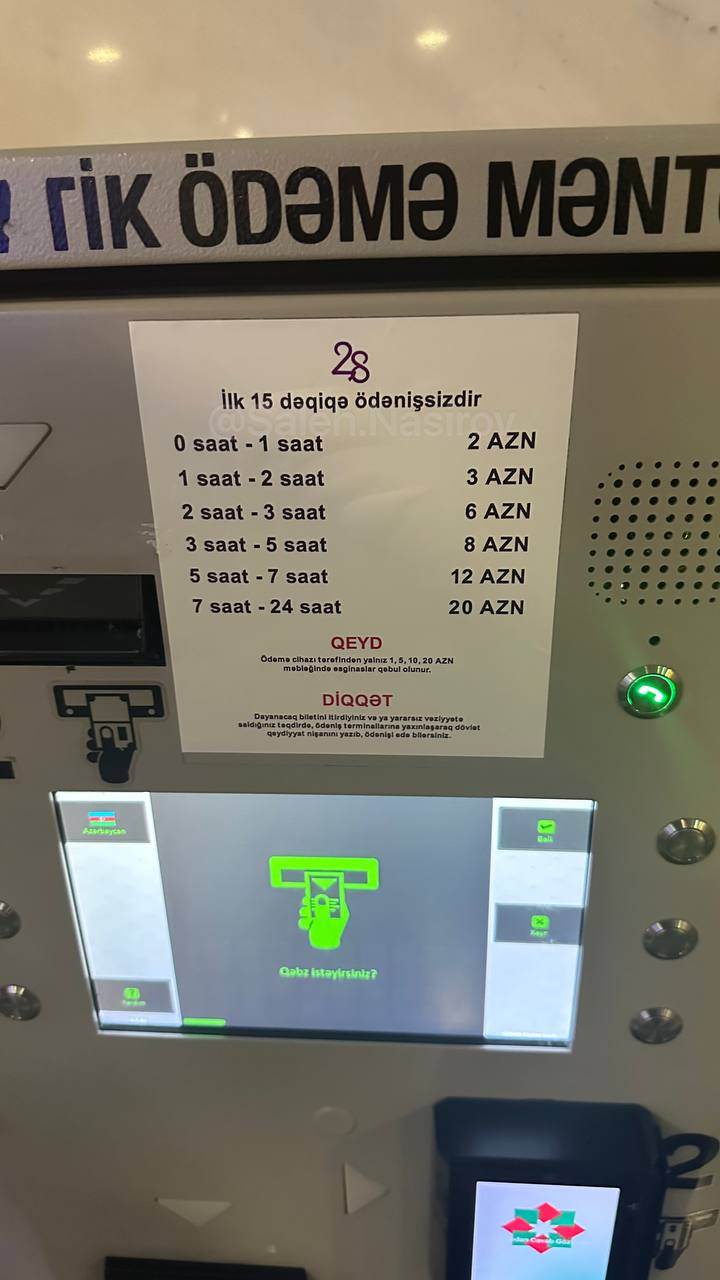 ÖDƏMƏ
28
İlk 15 dəqiqə ödənişsizdir
@Saleh.Nasirov
0 saat - 1 saat 2 AZN
1 saat - 2 saat 3 AZN
2 saat - 3 saat 6 AZN
3 saat - 5 saat 8 AZN
5 saat - 7 saat 12 AZN
7 saat - 24 saat 20 AZN
QEYD
Ödəmə cihazı tərəfindən yalnız 1, 5, 10, 20 AZN
məbləğində əsginaslar qəbul olunur.
DİQQƏT
Dayanacaq biletini itirdiyiniz və ya yararsız vəziyyətə
saldığınız təqdirdə, ödəniş terminallarına yaxınlaşaraq dövlət
qeydiyyat nişanını yazıb, ödənişi edə bilərsiniz.
Azərbaycan
Bəli
Xeyr
Qəbz istəyirsiniz?
2